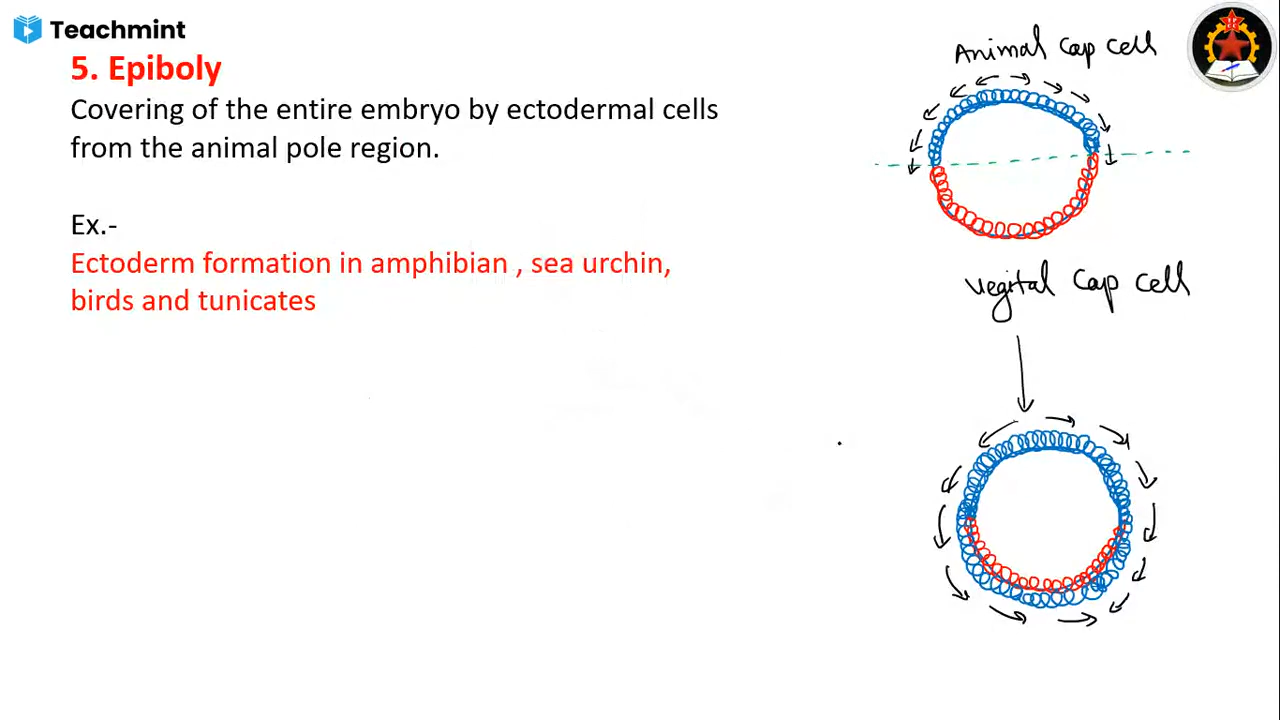 Teachmint
5. Epiboly
Covering of the entire embryo by ectodermal cells
from the animal pole region.
Ex.-
Ectoderm formation in amphibian , sea urchin,
birds and tunicates
Animal Cap Cell
Vegital Cap Cell